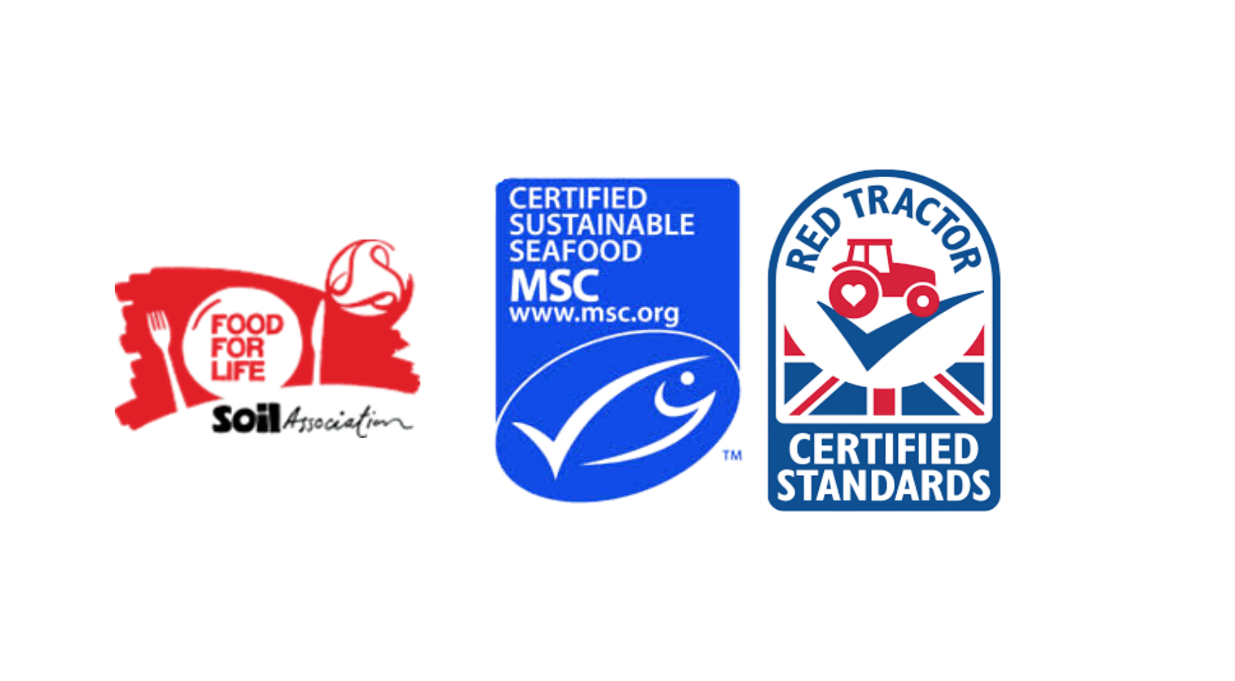 FOOD
FOR
LIFE
Soil Association
CERTIFIED
SUSTAINABLE
SEAFOOD
MSC
www.msc.org
TM
RED TRACTOR
CERTIFIED
STANDARDS